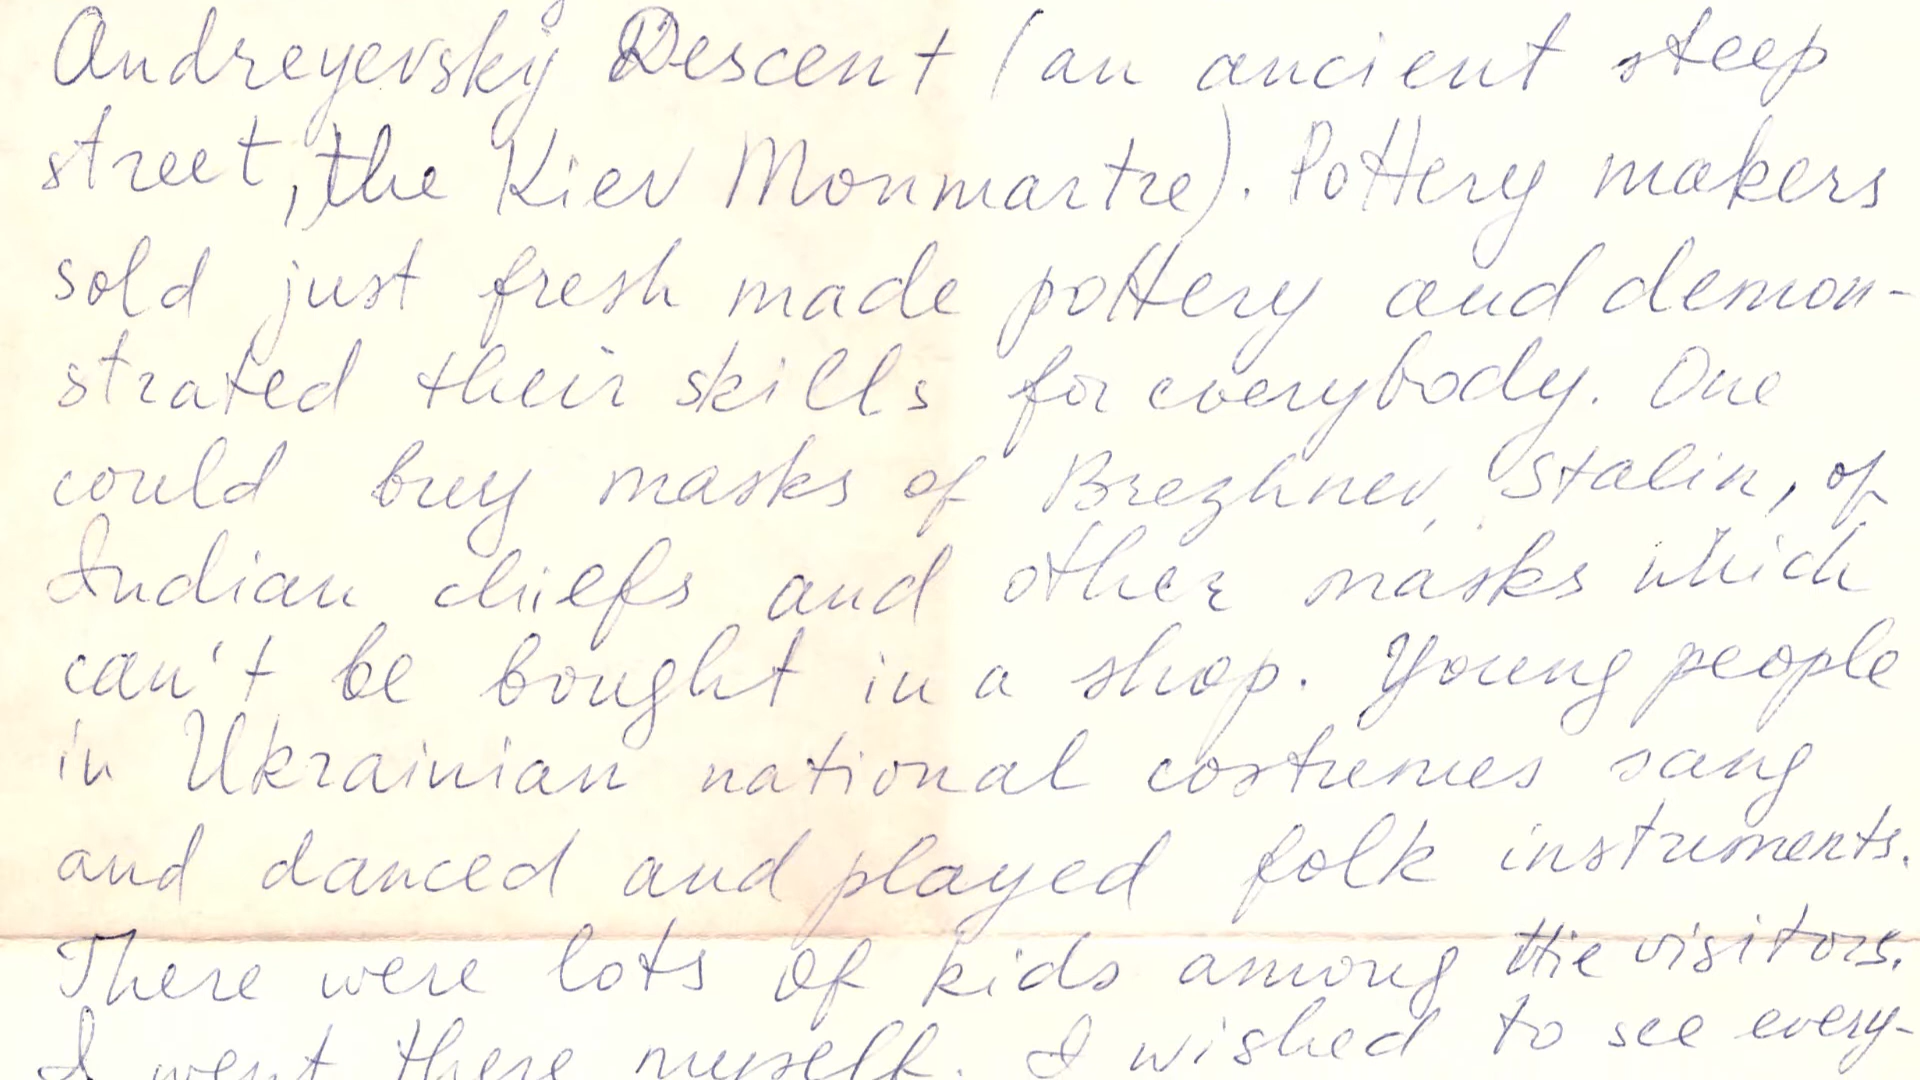 Andreyevsky Descent (an ancient steep
street, the Kiev Monmartre). Pottery makers
sold just fresh made pottery and demon-
strated their skills for everybody. One
could buy masks of Brezhnev, Stalin, of
Indian chiefs and other masks which
can't be bought in a shop. Young people
in Ukrainian national costumes sang
and danced and played folk instruments.
There were lots of kids among the visitors.
I went there myself. I wished to see every-